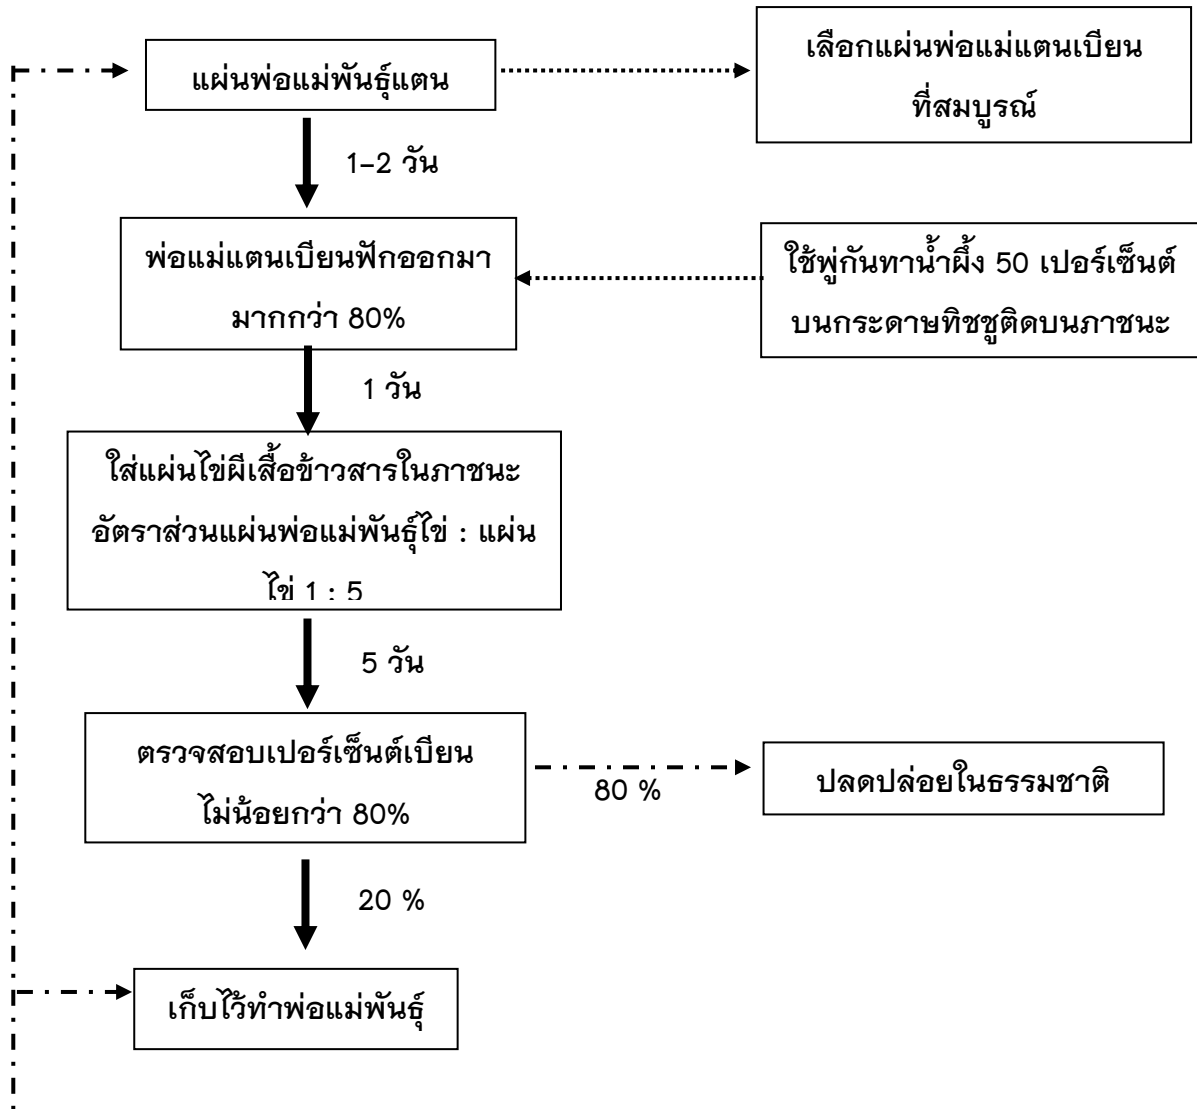 แผ่นพ่อแม่พันธุ์แตน
เลือกแผ่นพ่อแม่แตนเบียน
ที่สมบูรณ์
1-2 วัน
พ่อแม่แตนเบียนฟักออกมา
มากกว่า 80%
ใช้พู่กันทาน้ำผึ้ง 50 เปอร์เซ็นต์
บนกระดาษทิชชูติดบนภาชนะ
1 วัน
ใส่แผ่นไข่ผีเสื้อข้าวสารในภาชนะ
อัตราส่วนแผ่นพ่อแม่พันธุ์ไข่ : แผ่น
ไข่ 1 : 5
5 วัน
ตรวจสอบเปอร์เซ็นต์เบียน
ไม่น้อยกว่า 80%
80 %
ปลดปล่อยในธรรมชาติ
20 %
เก็บไว้ทำพ่อแม่พันธุ์